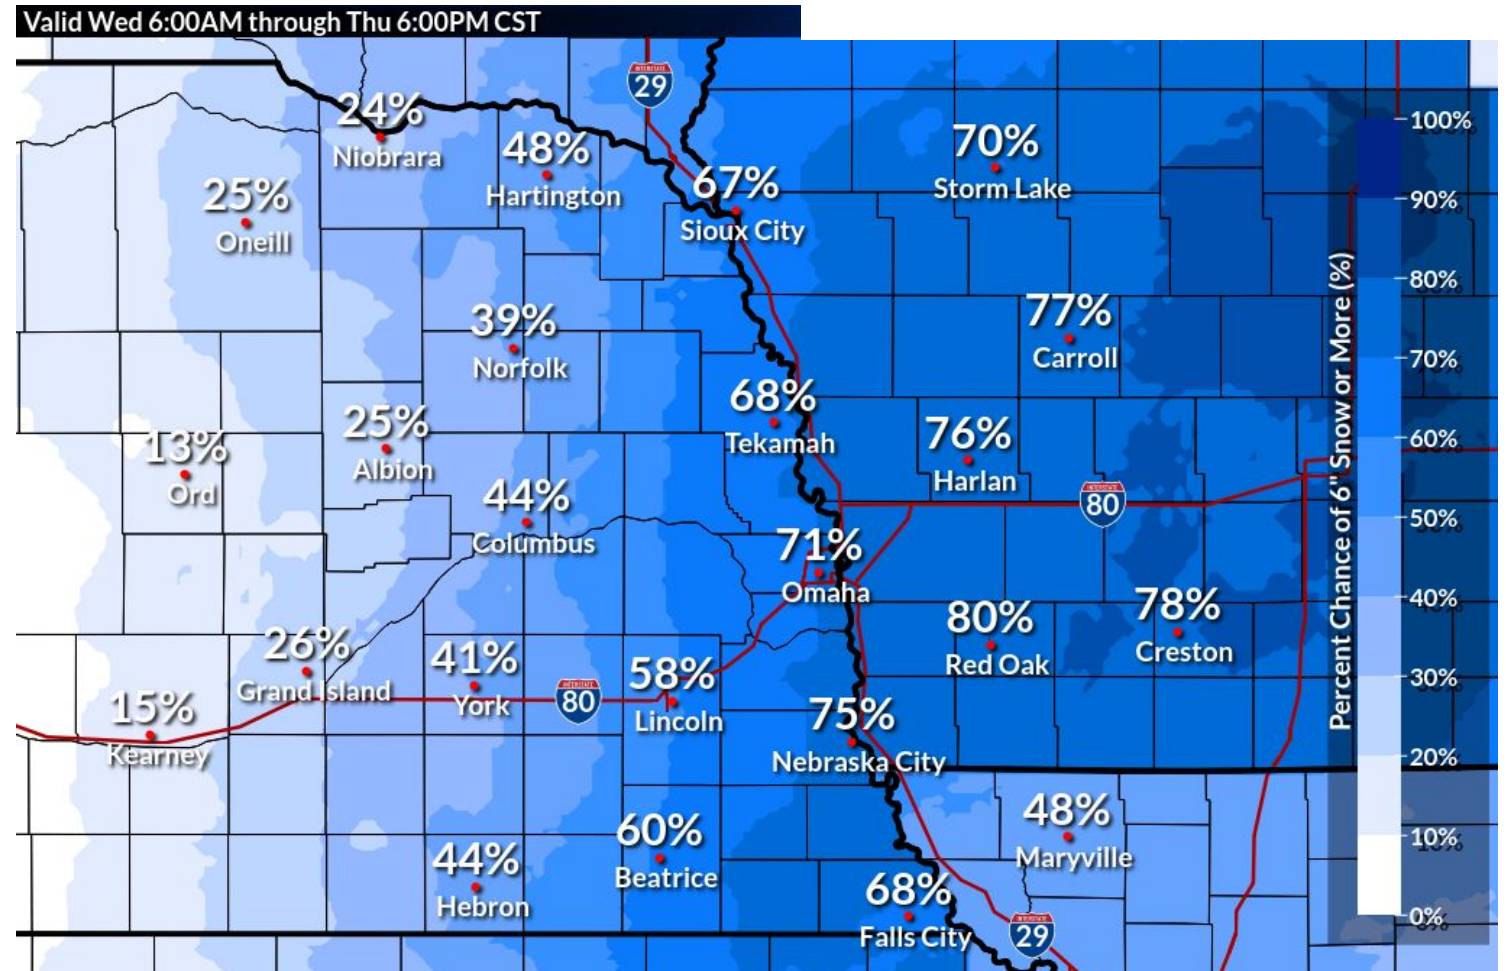 Valid Wed 6:00AM through Thu 6:00PM CST
INTERSTATE
29
24%
Niobrara
48%
Hartington
67%
Sioux City
70%
Storm Lake
25%
Oneill
39%
Norfolk
77%
Carroll
68%
Tekamah
76%
Harlan
13%
Ord
25%
Albion
44%
Columbus
INTERSTATE
80
71%
Omaha
80%
Red Oak
78%
Creston
26%
Grand Island
41%
York
INTERSTATE
80
58%
Lincoln
15%
Kearney
75%
Nebraska City
48%
Maryville
60%
Beatrice
44%
Hebron
68%
Falls City
INTERSTATE
29
Percent Chance of 6" Snow or More (%)
100%
90%
80%
70%
60%
50%
40%
30%
20%
10%
0%